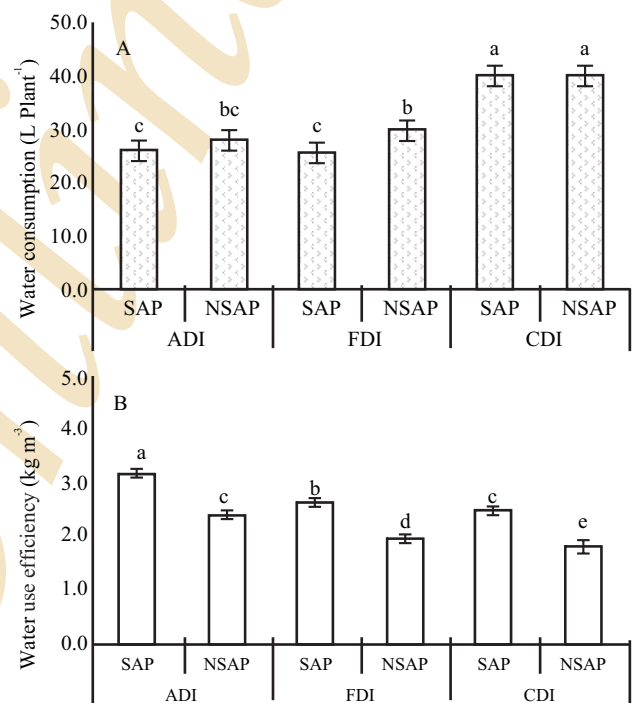 50.0
40.0
30.0
20.0
10.0
0.0
Water consumption (L Plant⁻¹)
A
c
bc
c
b
a
a
SAP NSAP SAP NSAP SAP NSAP
ADI FDI CDI
5.0
4.0
3.0
2.0
1.0
0.0
Water use efficiency (kg m⁻³)
B
a
c
b
d
c
e
SAP NSAP SAP NSAP SAP NSAP
ADI FDI CDI